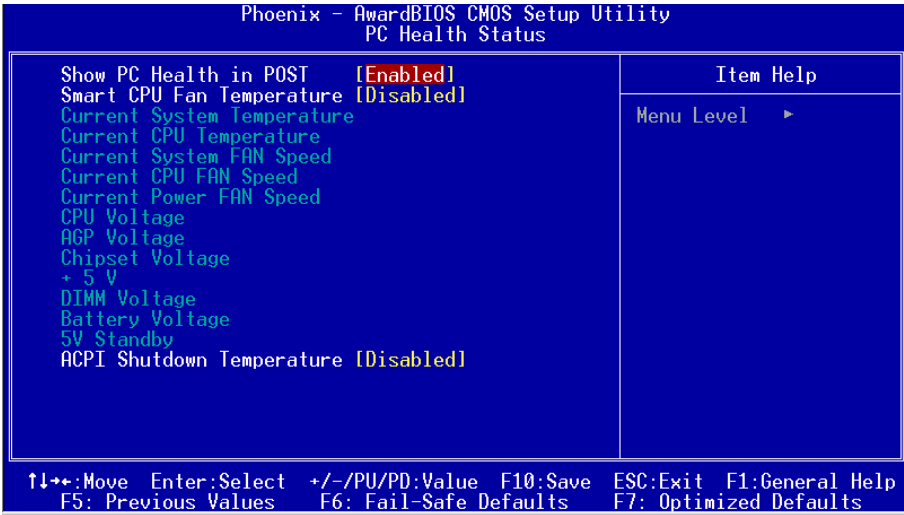 Phoenix - AwardBIOS CMOS Setup Utility
PC Health Status
Show PC Health in POST [Enabled]
Smart CPU Fan Temperature [Disabled]
Current System Temperature
Current CPU Temperature
Current System FAN Speed
Current CPU FAN Speed
Current Power FAN Speed
CPU Voltage
AGP Voltage
Chipset Voltage
+ 5 V
DIMM Voltage
Battery Voltage
5V Standby
ACPI Shutdown Temperature [Disabled]
Item Help
Menu Level ►
↑↓→←:Move Enter:Select +/-/PU/PD:Value F10:Save ESC:Exit F1:General Help
F5: Previous Values F6: Fail-Safe Defaults F7: Optimized Defaults